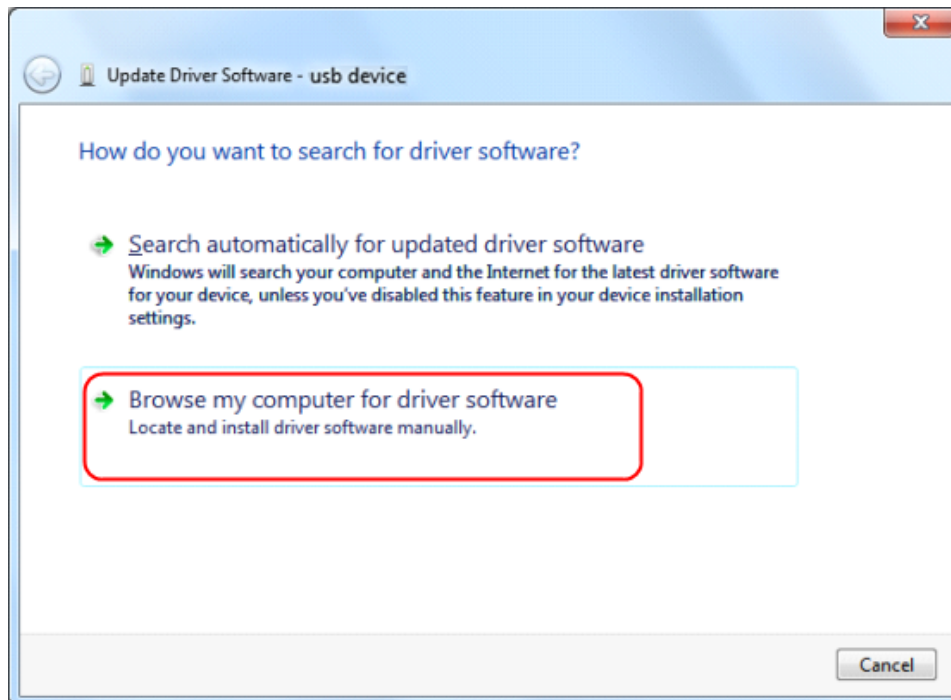 Update Driver Software - usb device
How do you want to search for driver software?
Search automatically for updated driver software
Windows will search your computer and the Internet for the latest driver software
for your device, unless you've disabled this feature in your device installation
settings.
Browse my computer for driver software
Locate and install driver software manually.
Cancel